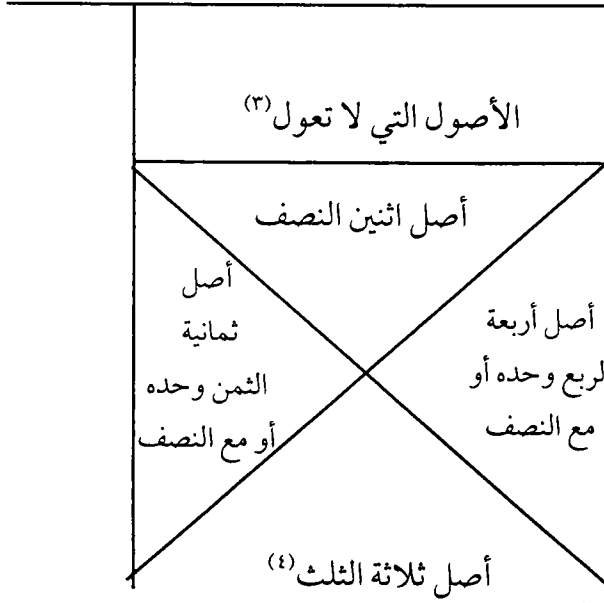 الأصول التي لا تعول(٣)
أصل اثنين النصف
أصل أربعة
لربع وحده أو
مع النصف
أصل
ثمانية
الثمن وحده
أو مع النصف
أصل ثلاثة الثلث(٤)